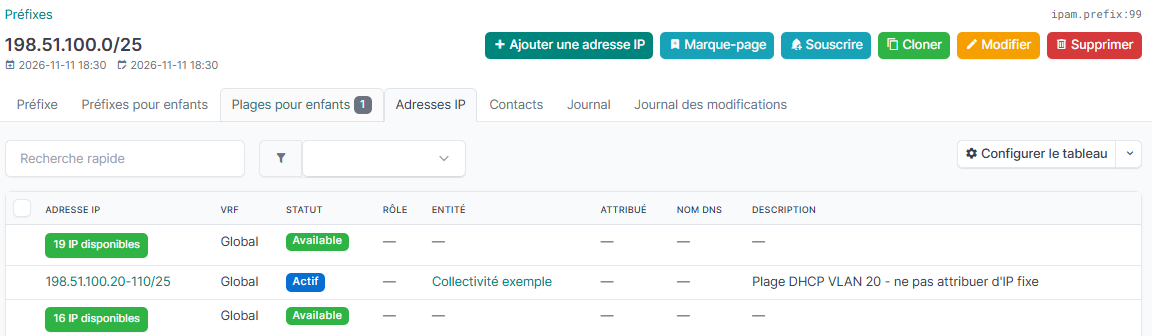 Préfixes
ipam.prefix:99
198.51.100.0/25
2026-11-11 18:30 2026-11-11 18:30
Ajouter une adresse IP Marque-page Souscrire Cloner Modifier Supprimer
Préfixe Préfixes pour enfants Plages pour enfants 1 Adresses IP Contacts Journal Journal des modifications
Recherche rapide
Configurer le tableau
ADRESSE IP VRF STATUT RÔLE ENTITÉ ATTRIBUÉ NOM DNS DESCRIPTION
19 IP disponibles Global Available — — — — —
198.51.100.20-110/25 Global Actif — Collectivité exemple — — Plage DHCP VLAN 20 - ne pas attribuer d'IP fixe
16 IP disponibles Global Available — — — — —